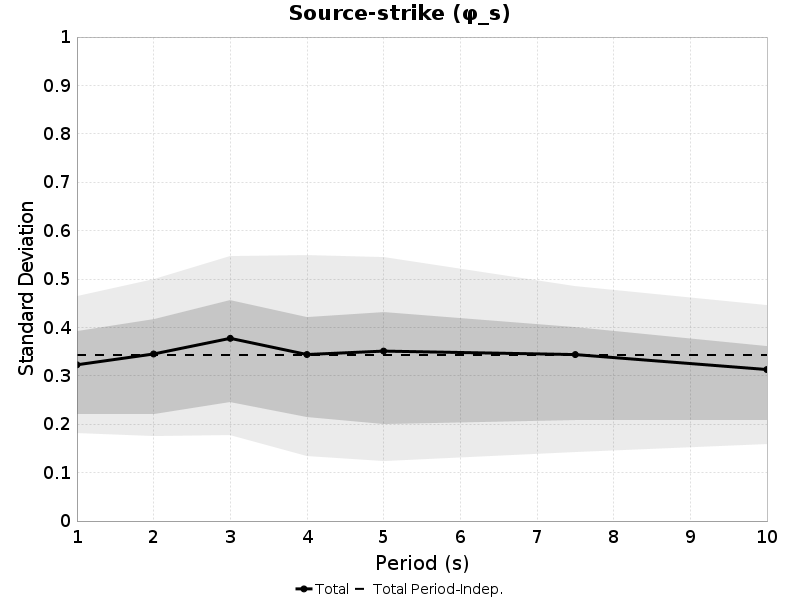 Source-strike (φ_s)
1
0.9
0.8
0.7
0.6
0.5
0.4
0.3
0.2
0.1
0
Standard Deviation
1 2 3 4 5 6 7 8 9 10
Period (s)
Total Total Period-Indep.